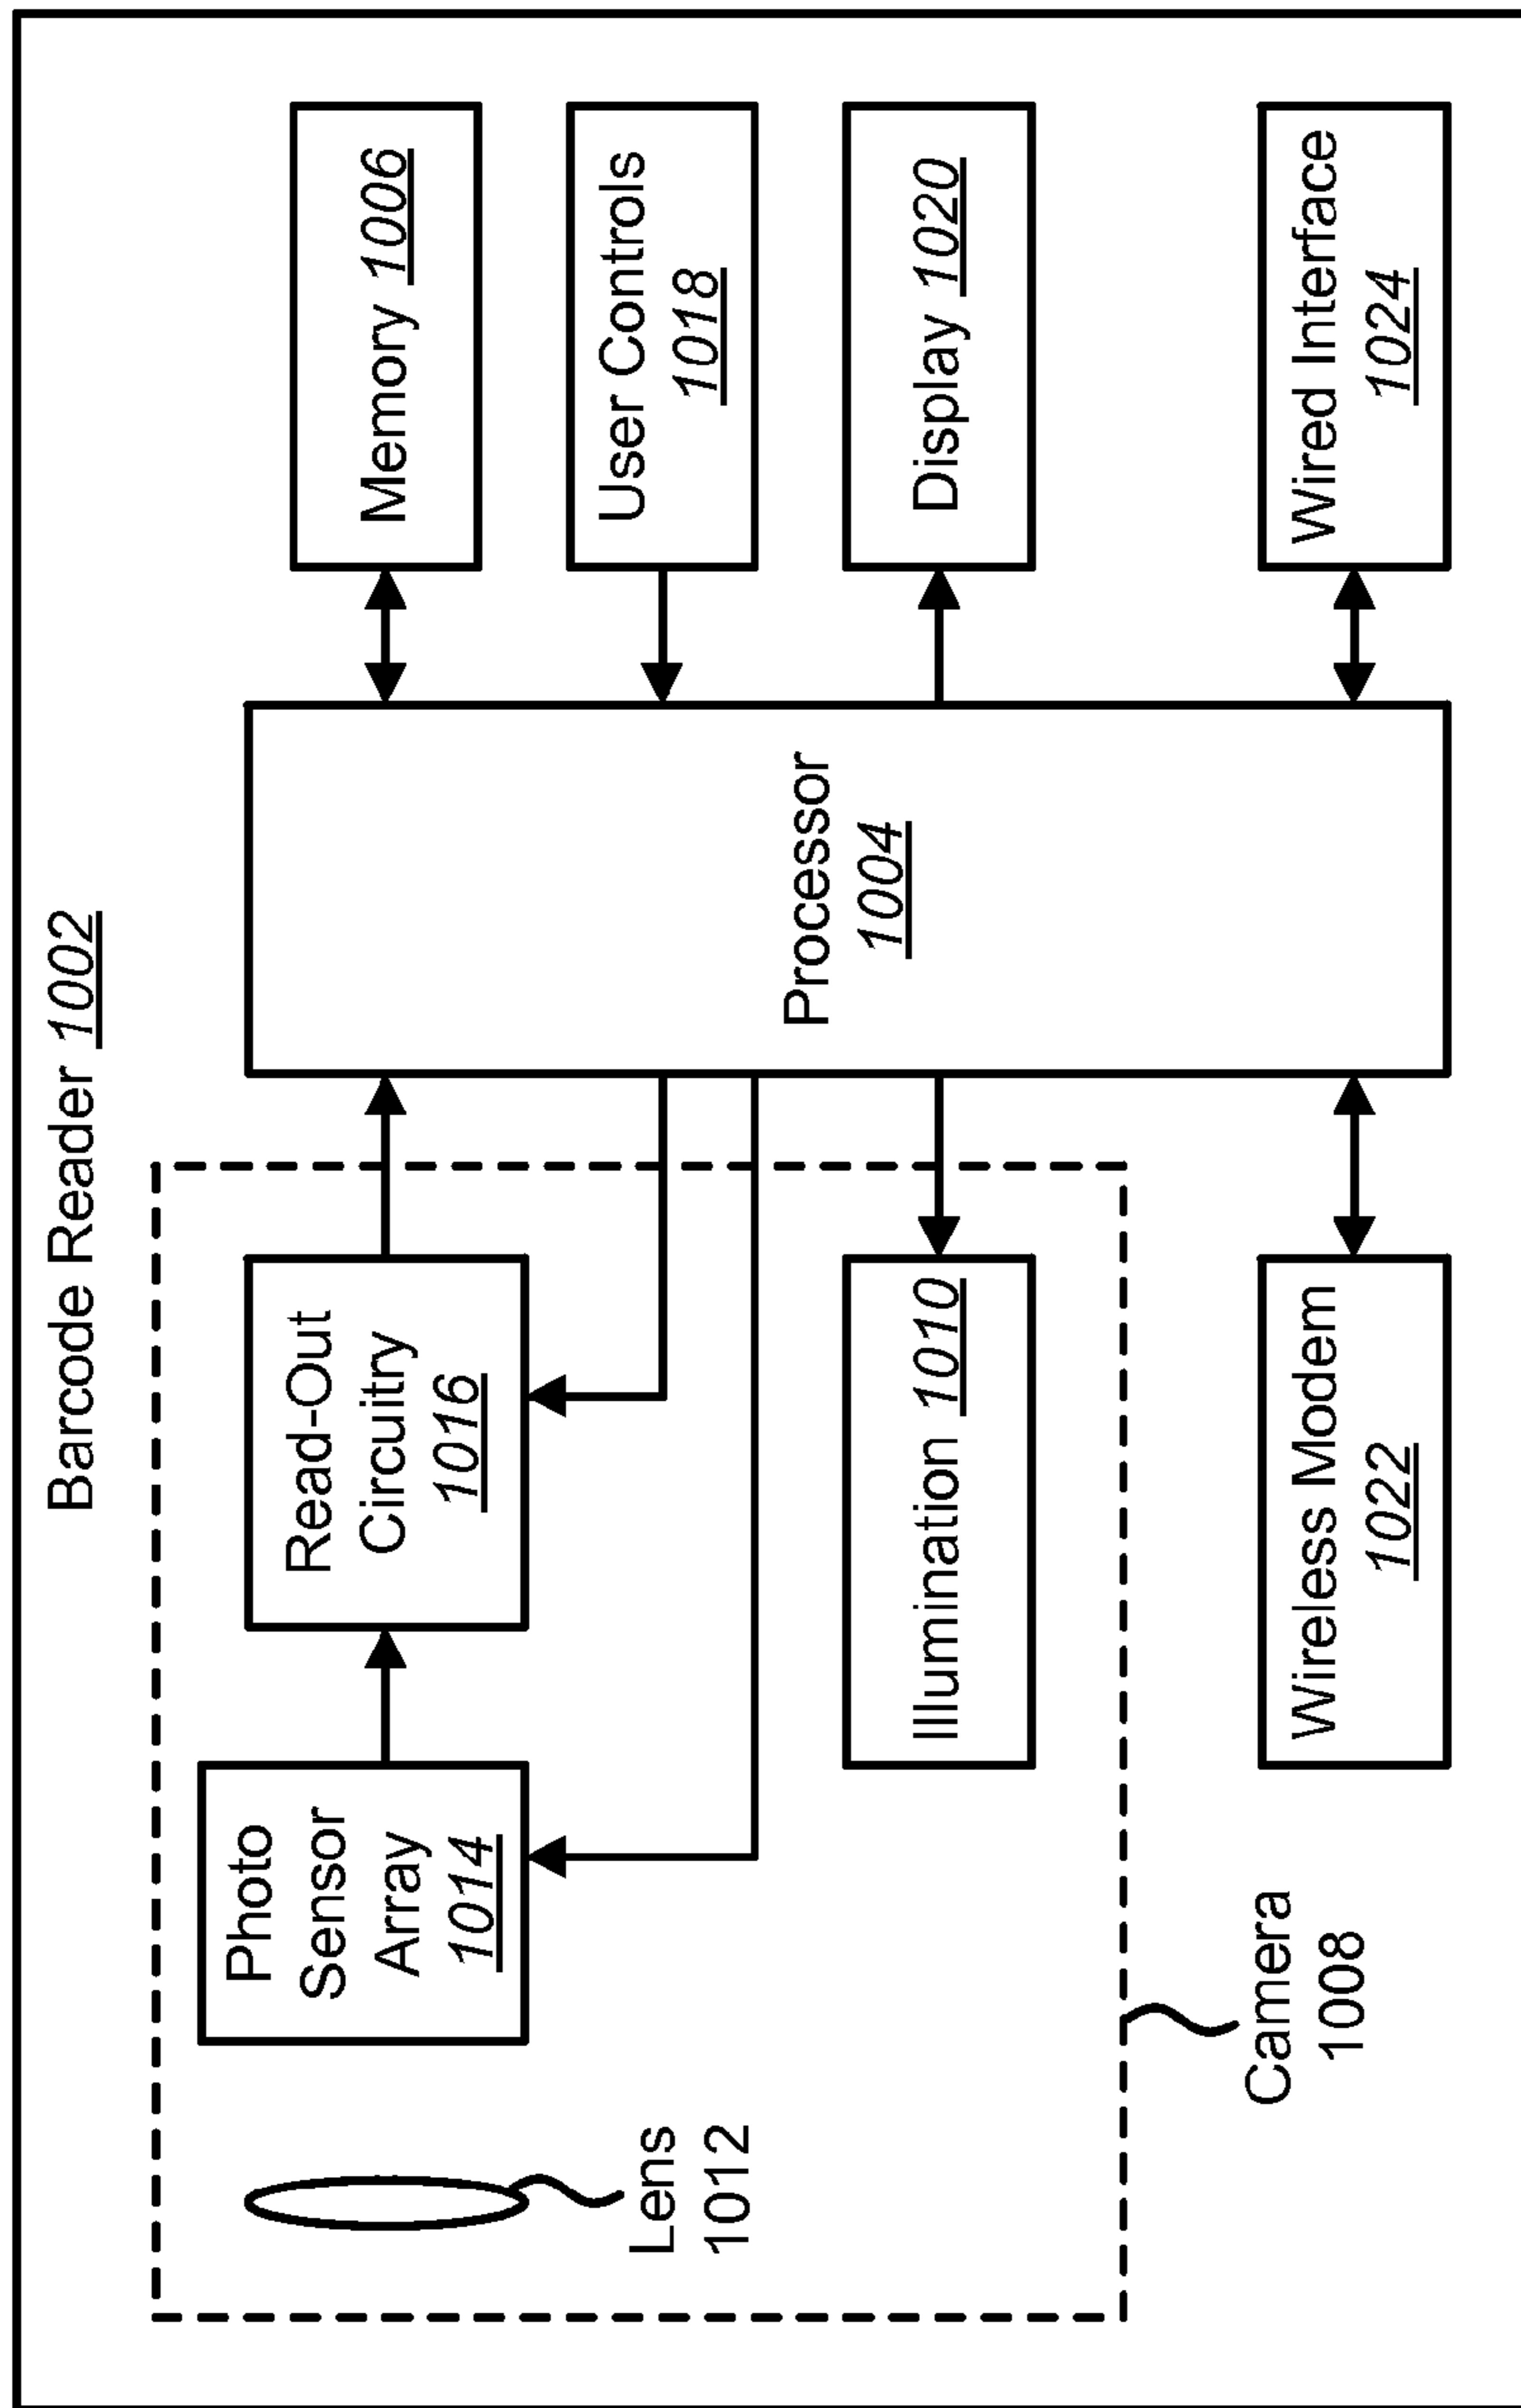 Barcode Reader 1002
Photo
Sensor
Array
1014
Read-Out
Circuitry
1016
Lens
1012
Illumination 1010
Camera
1008
Wireless Modem
1022
Processor
1004
Memory 1006
User Controls
1018
Display 1020
Wired Interface
1024